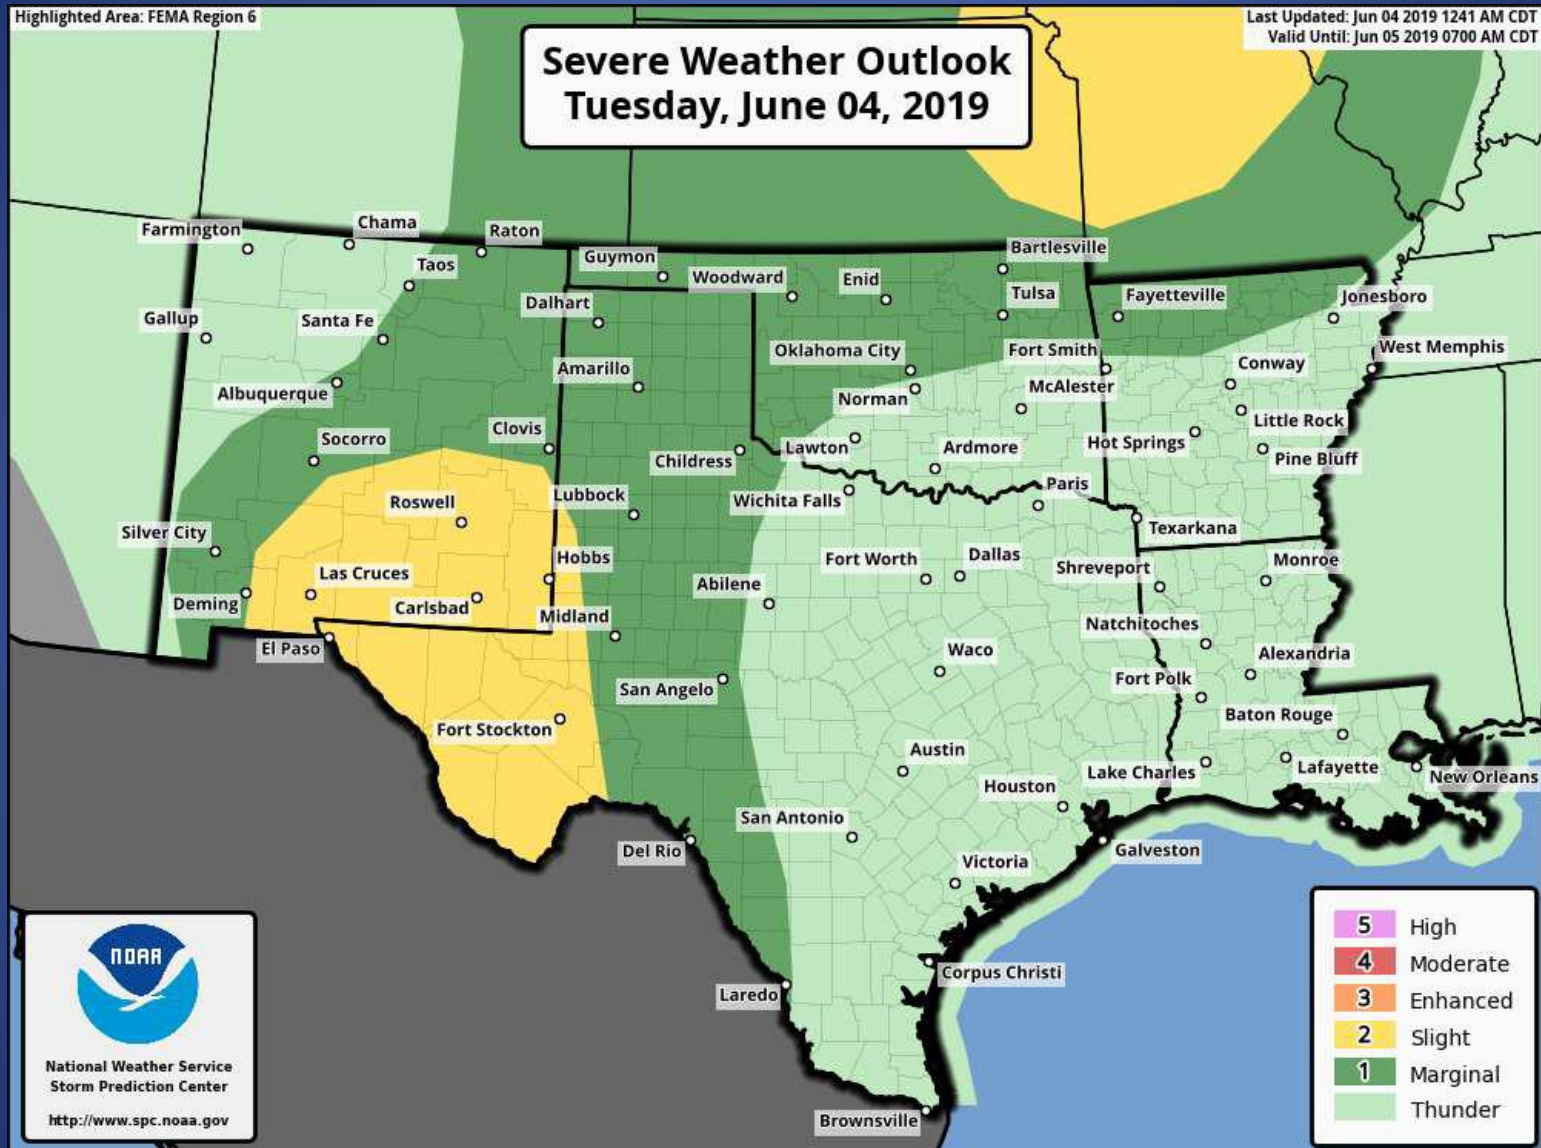 Highlighted Area: FEMA Region 6
Last Updated: Jun 04 2019 1241 AM CDT
Valid Until: Jun 05 2019 0700 AM CDT
Severe Weather Outlook
Tuesday, June 04, 2019
Farmington
Chama
Raton
Taos
Guymon
Woodward
Enid
Bartlesville
Tulsa
Fayetteville
Jonesboro
Gallup
Santa Fe
Dalhart
Oklahoma City
Fort Smith
West Memphis
Albuquerque
Amarillo
Norman
McAlester
Conway
Socorro
Clovis
Childress
Lawton
Ardmore
Hot Springs
Little Rock
Pine Bluff
Roswell
Lubbock
Wichita Falls
Paris
Texarkana
Silver City
Las Cruces
Hobbs
Fort Worth
Dallas
Shreveport
Monroe
Deming
Carlsbad
Midland
Abilene
Natchitoches
El Paso
San Angelo
Waco
Fort Polk
Alexandria
Fort Stockton
Baton Rouge
Austin
Houston
Lake Charles
Lafayette
New Orleans
San Antonio
Del Rio
Victoria
Galveston
Laredo
Corpus Christi
Brownsville
NOAA
National Weather Service
Storm Prediction Center
http://www.spc.noaa.gov
5 High
4 Moderate
3 Enhanced
2 Slight
1 Marginal
Thunder